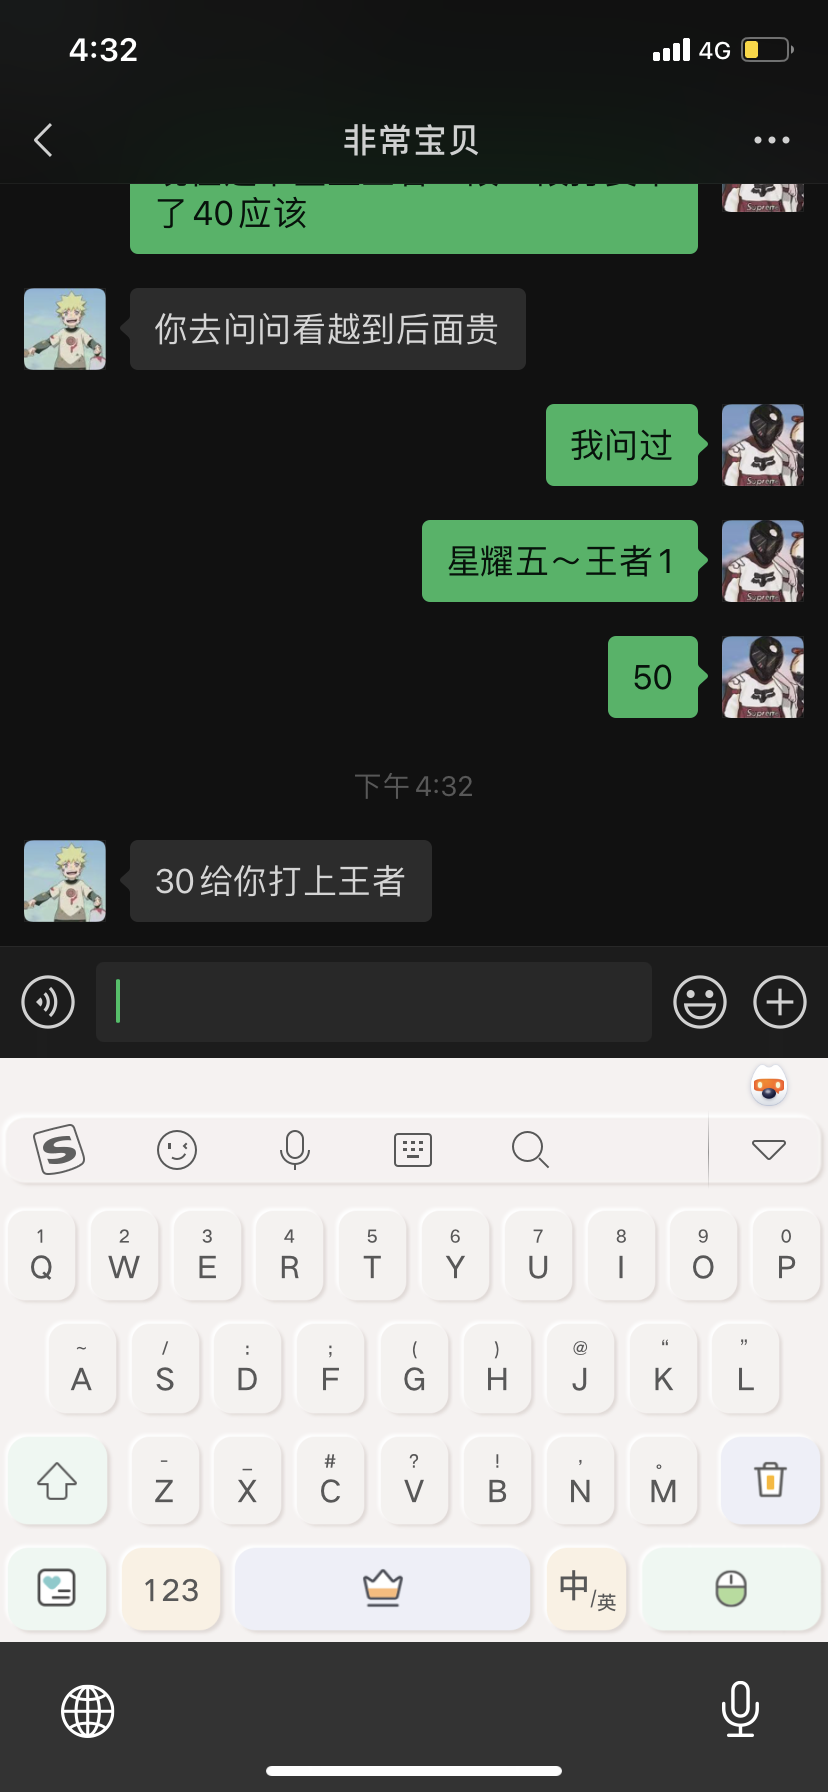 4:32
4G
非常宝贝
了40应该
你去问问看越到后面贵
我问过
星耀五～王者1
50
下午4:32
30给你打上王者
S
1 2 3 4 5 6 7 8 9 0
Q W E R T Y U I O P
~ / : ; ( ) @ “ ”
A S D F G H J K L
- _ # ? ! , 。
Z X C V B N M
123
中/英